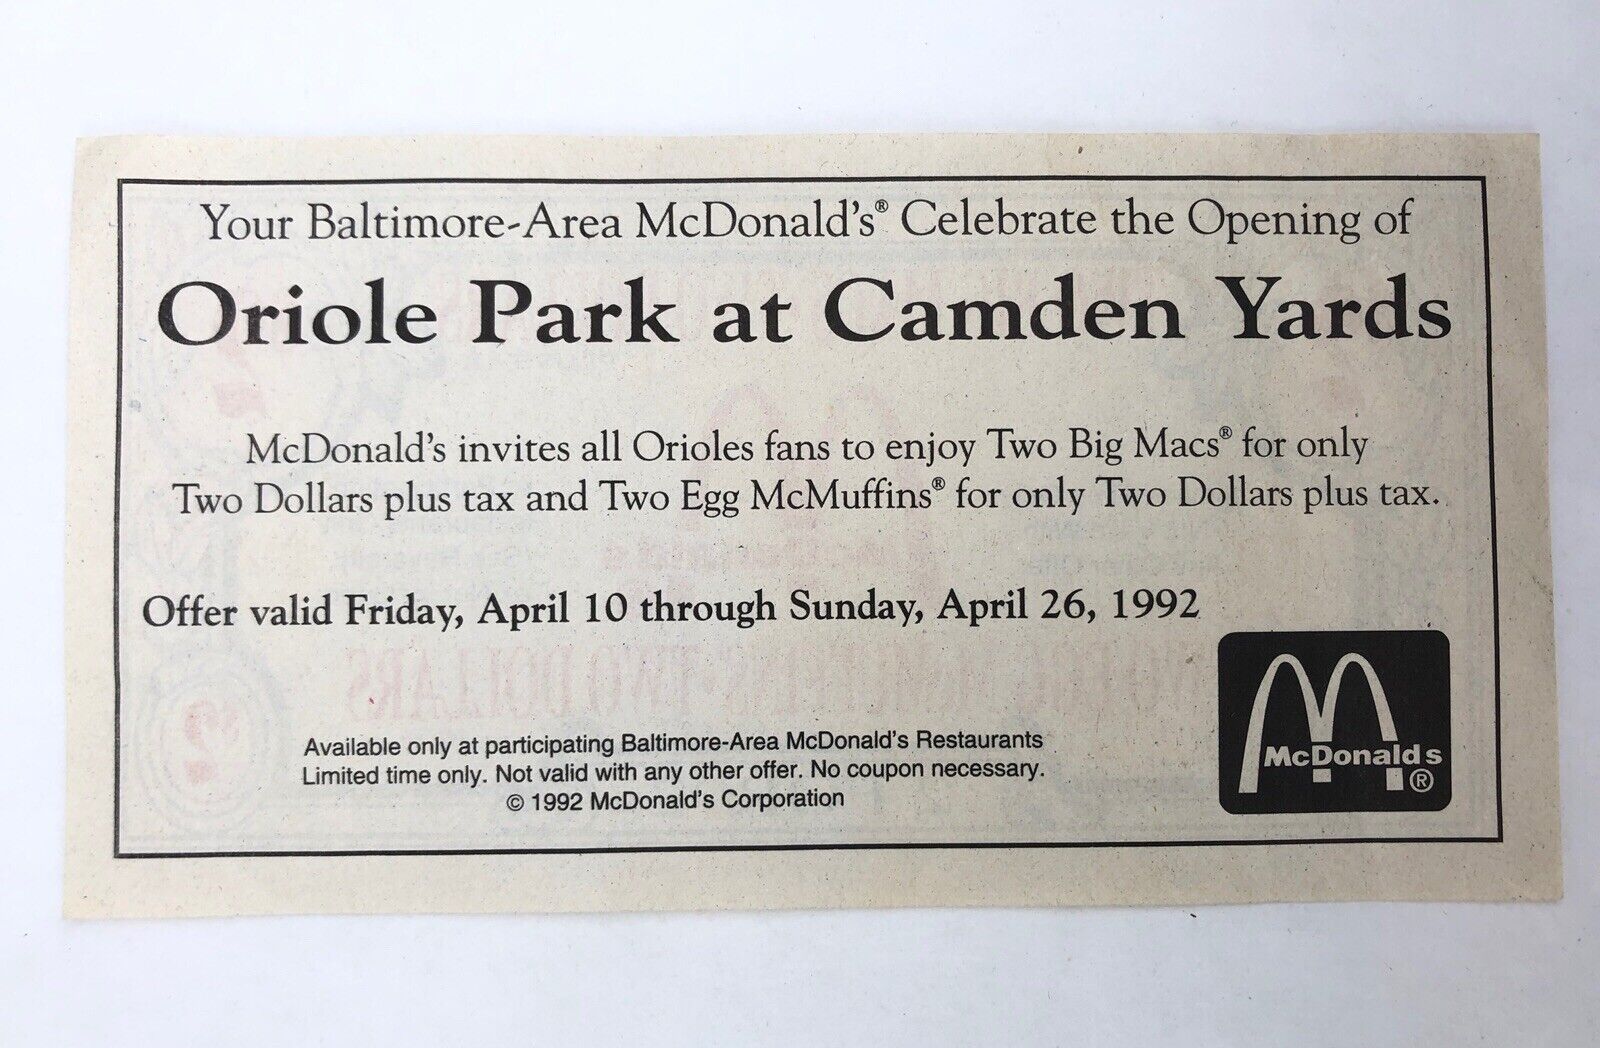 Your Baltimore-Area McDonald's® Celebrate the Opening of
Oriole Park at Camden Yards
McDonald's invites all Orioles fans to enjoy Two Big Macs® for only
Two Dollars plus tax and Two Egg McMuffins® for only Two Dollars plus tax.
Offer valid Friday, April 10 through Sunday, April 26, 1992
Available only at participating Baltimore-Area McDonald's Restaurants
Limited time only. Not valid with any other offer. No coupon necessary.
© 1992 McDonald's Corporation
McDonald's
®